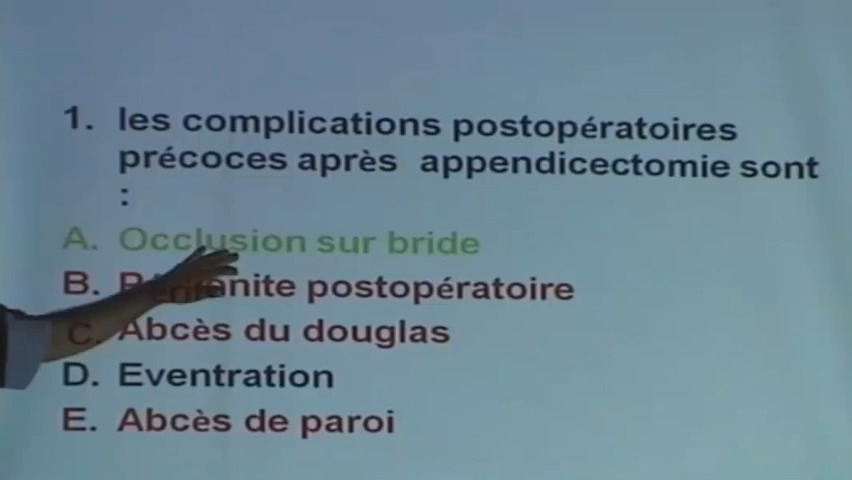 1. les complications postopératoires
précoces après appendicectomie sont
:
A. Occlusion sur bride
B. Péritonite postopératoire
C. Abcès du douglas
D. Eventration
E. Abcès de paroi